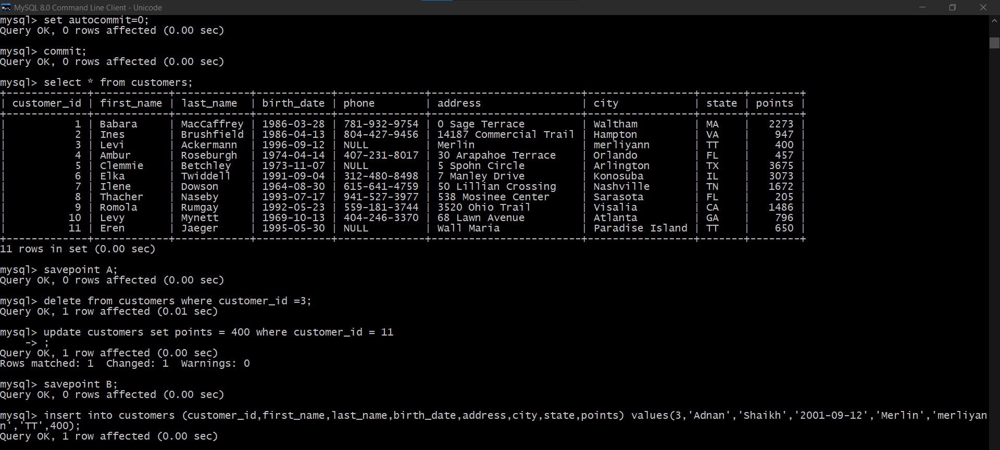 MySQL 8.0 Command Line Client - Unicode
mysql> set autocommit=0;
Query OK, 0 rows affected (0.00 sec)
mysql> commit;
Query OK, 0 rows affected (0.00 sec)
mysql> select * from customers;
+-------------+------------+------------+------------+--------------+------------------------+-----------------+-------+--------+
| customer_id | first_name | last_name  | birth_date | phone        | address                | city            | state | points |
+-------------+------------+------------+------------+--------------+------------------------+-----------------+-------+--------+
|           1 | Babara     | MacCaffrey | 1986-03-28 | 781-932-9754 | 0 Sage Terrace         | Waltham         | MA    |   2273 |
|           2 | Ines       | Brushfield | 1986-04-13 | 804-427-9456 | 14187 Commercial Trail | Hampton         | VA    |    947 |
|           3 | Levi       | Ackermann  | 1996-09-12 | NULL         | Merlin                 | merliyann       | TT    |    400 |
|           4 | Ambur      | Roseburgh  | 1974-04-14 | 407-231-8017 | 30 Arapahoe Terrace    | Orlando         | FL    |    457 |
|           5 | Clemmie    | Betchley   | 1973-11-07 | NULL         | 5 Spohn Circle         | Arlington       | TX    |   3675 |
|           6 | Elka       | Twiddell   | 1991-09-04 | 312-480-8498 | 7 Manley Drive         | Konosuba        | IL    |   3073 |
|           7 | Ilene      | Dowson     | 1964-08-30 | 615-641-4759 | 50 Lillian Crossing    | Nashville       | TN    |   1672 |
|           8 | Thacher    | Naseby     | 1993-07-17 | 941-527-3977 | 538 Mosinee Center     | Sarasota        | FL    |    205 |
|           9 | Romola     | Rumgay     | 1992-05-23 | 559-181-3744 | 3520 Ohio Trail        | Visalia         | CA    |   1486 |
|          10 | Levy       | Mynett     | 1969-10-13 | 404-246-3370 | 68 Lawn Avenue         | Atlanta         | GA    |    796 |
|          11 | Eren       | Jaeger     | 1995-05-30 | NULL         | Wall Maria             | Paradise Island | TT    |    650 |
+-------------+------------+------------+------------+--------------+------------------------+-----------------+-------+--------+
11 rows in set (0.00 sec)
mysql> savepoint A;
Query OK, 0 rows affected (0.00 sec)
mysql> delete from customers where customer_id =3;
Query OK, 1 row affected (0.01 sec)
mysql> update customers set points = 400 where customer_id = 11
    -> ;
Query OK, 1 row affected (0.00 sec)
Rows matched: 1  Changed: 1  Warnings: 0
mysql> savepoint B;
Query OK, 0 rows affected (0.00 sec)
mysql> insert into customers (customer_id,first_name,last_name,birth_date,address,city,state,points) values(3,'Adnan','Shaikh','2001-09-12','Merlin','merliyan
n','TT',400);
Query OK, 1 row affected (0.00 sec)